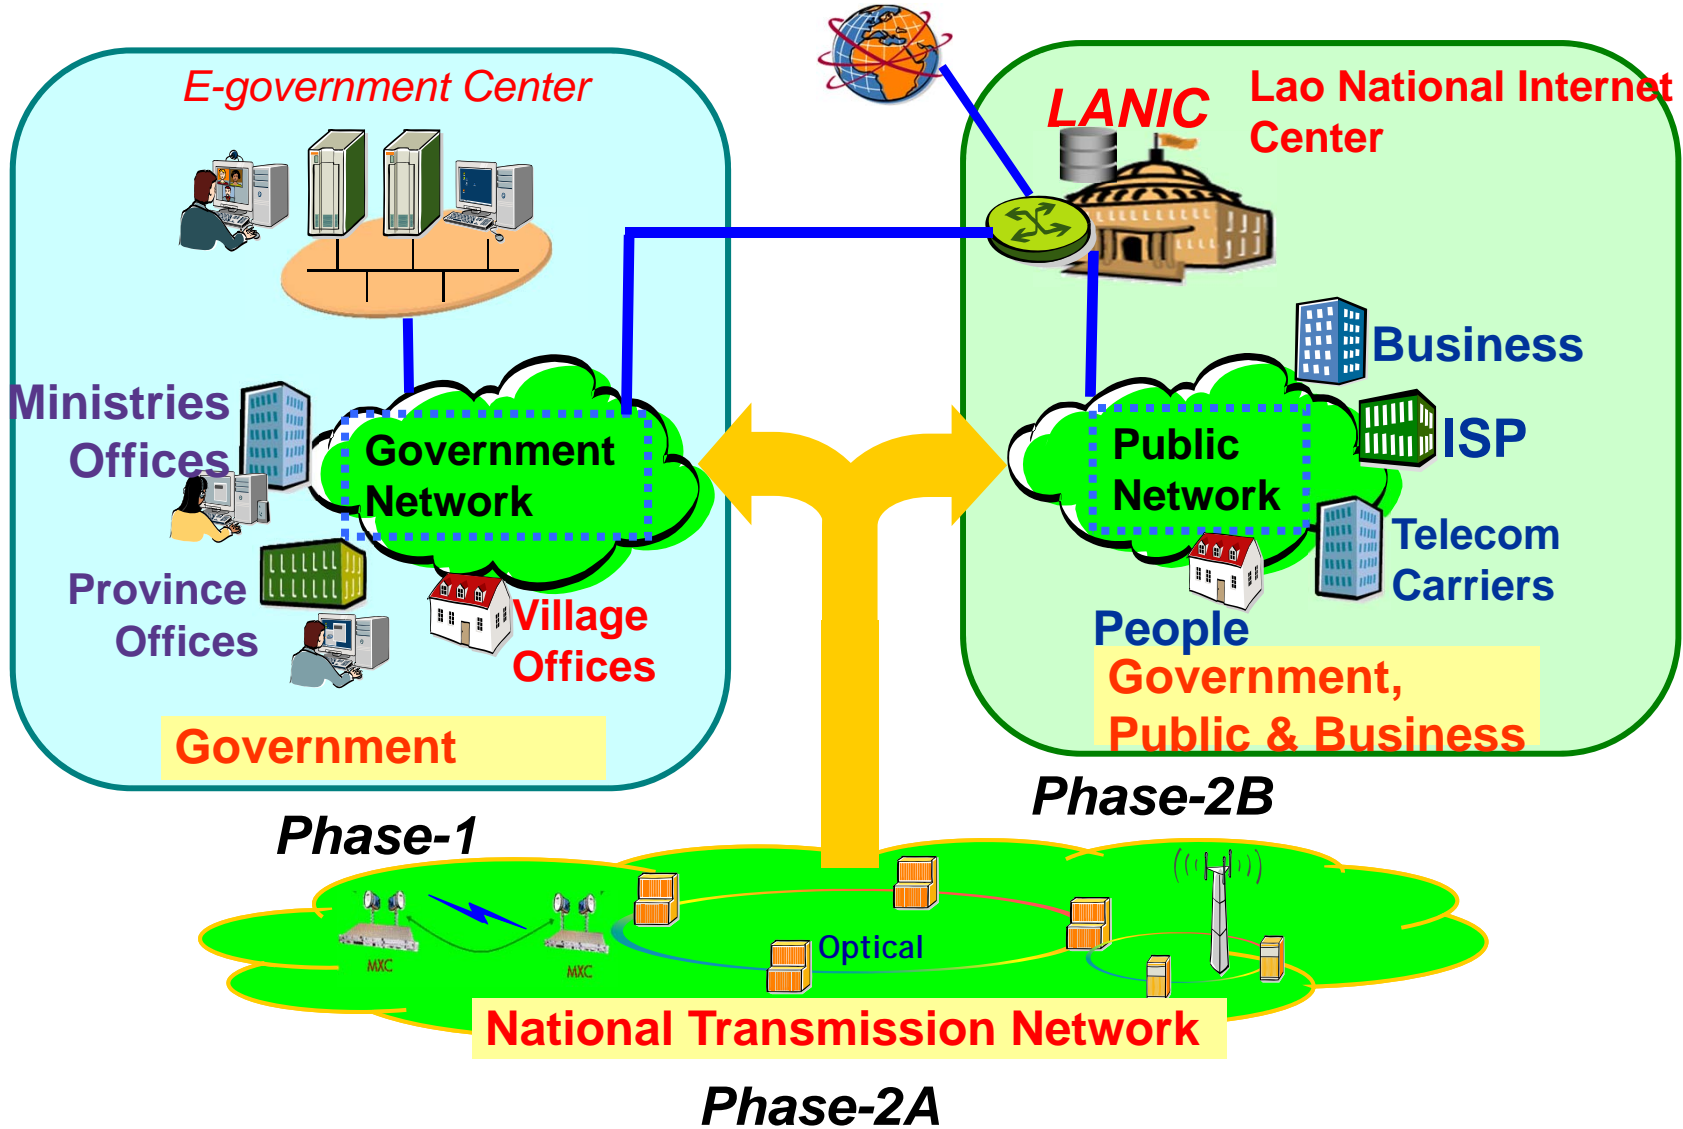 E-government Center
LANIC
Lao National Internet
Center
Ministries
Offices
Government
Network
Province
Offices
Village
Offices
Government
Phase-1
Business
ISP
Public
Network
Telecom
Carriers
People
Government,
Public & Business
Phase-2B
MXC
MXC
Optical
National Transmission Network
Phase-2A